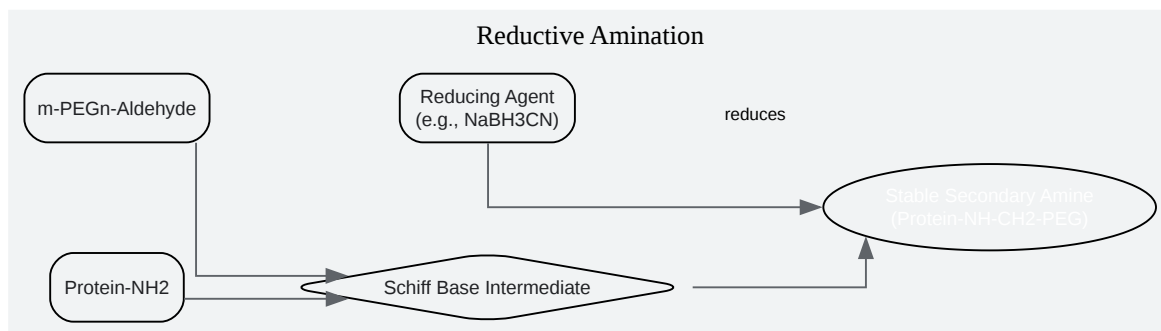 Reductive Amination
m-PEGn-Aldehyde
Reducing Agent
(e.g., NaBH3CN)
reduces
Stable Secondary Amine
(Protein-NH-CH2-PEG)
Protein-NH2
Schiff Base Intermediate